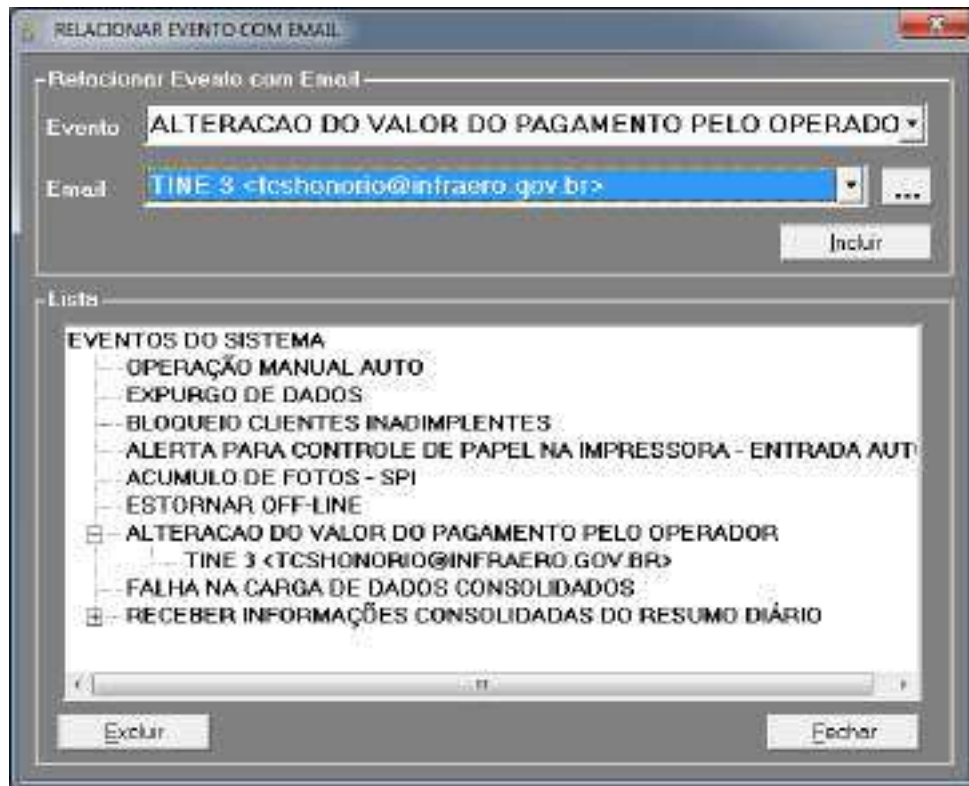 RELACIONAR EVENTO COM EMAIL
Relacionar Evento com Email
Evento ALTERACAO DO VALOR DO PAGAMENTO PELO OPERADO
Email TINE 3 <tcshonorio@infraero.gov.br> ...
Incluir
Lista
EVENTOS DO SISTEMA
OPERAÇÃO MANUAL AUTO
EXPURGO DE DADOS
BLOQUEIO CLIENTES INADIMPLENTES
ALERTA PARA CONTROLE DE PAPEL NA IMPRESSORA - ENTRADA AUT
ACUMULO DE FOTOS - SPI
ESTORNAR OFF-LINE
ALTERACAO DO VALOR DO PAGAMENTO PELO OPERADOR
TINE 3 <TCSHONORIO@INFRAERO.GOV.BR>
FALHA NA CARGA DE DADOS CONSOLIDADOS
RECEBER INFORMAÇÕES CONSOLIDADAS DO RESUMO DIÁRIO
Excluir Fechar